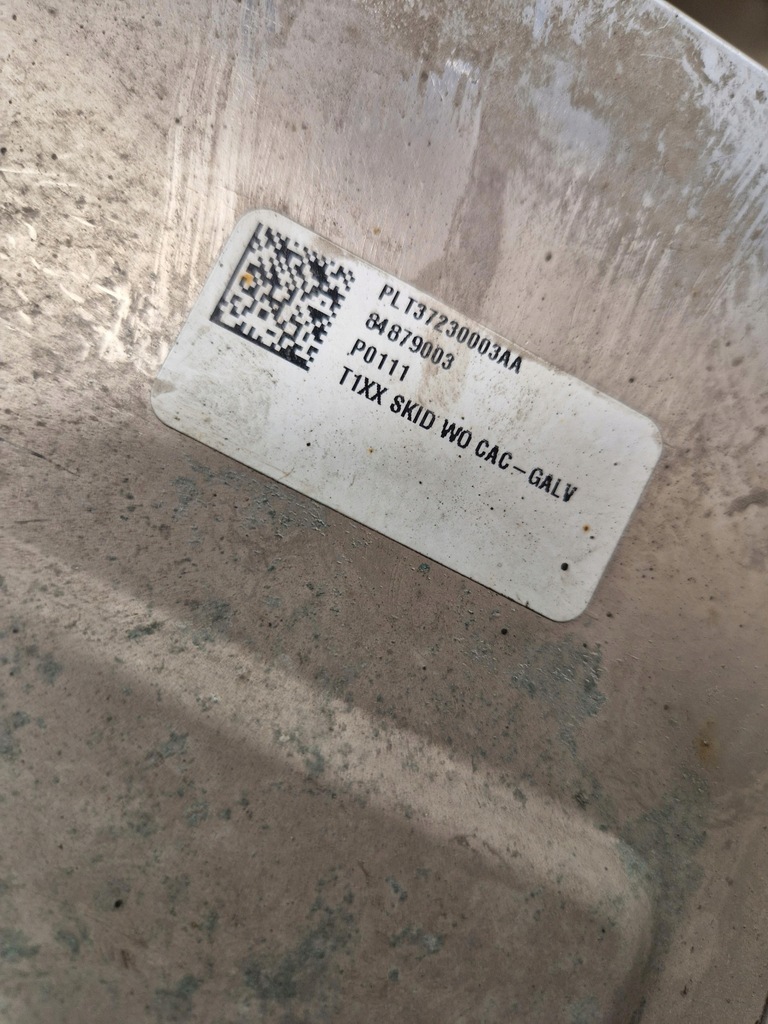 PLT37230003AA
84879003
P0111
T1XX SKID WO CAC-GALV